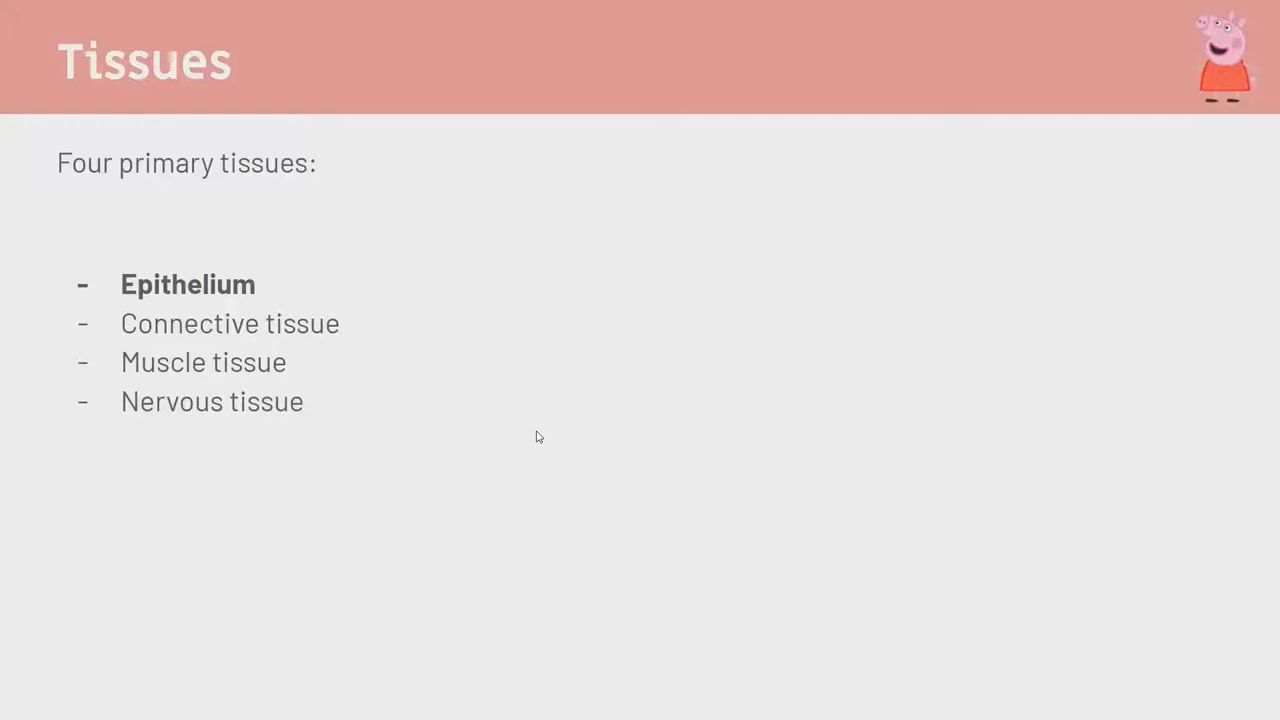 Tissues
Four primary tissues:
- Epithelium
- Connective tissue
- Muscle tissue
- Nervous tissue